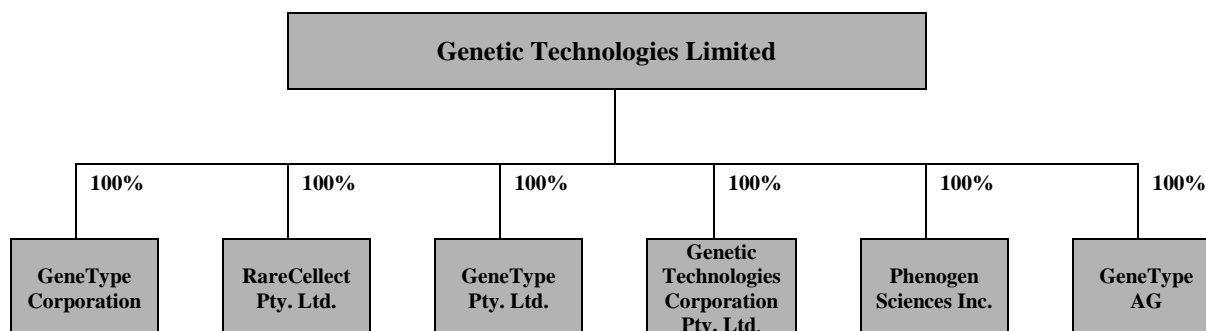 Genetic Technologies Limited
100%
100%
100%
100%
100%
100%
GeneType
Corporation
RareCellect
Pty. Ltd.
GeneType
Pty. Ltd.
Genetic
Technologies
Corporation
Pty. Ltd.
Phenogen
Sciences Inc.
GeneType
AG